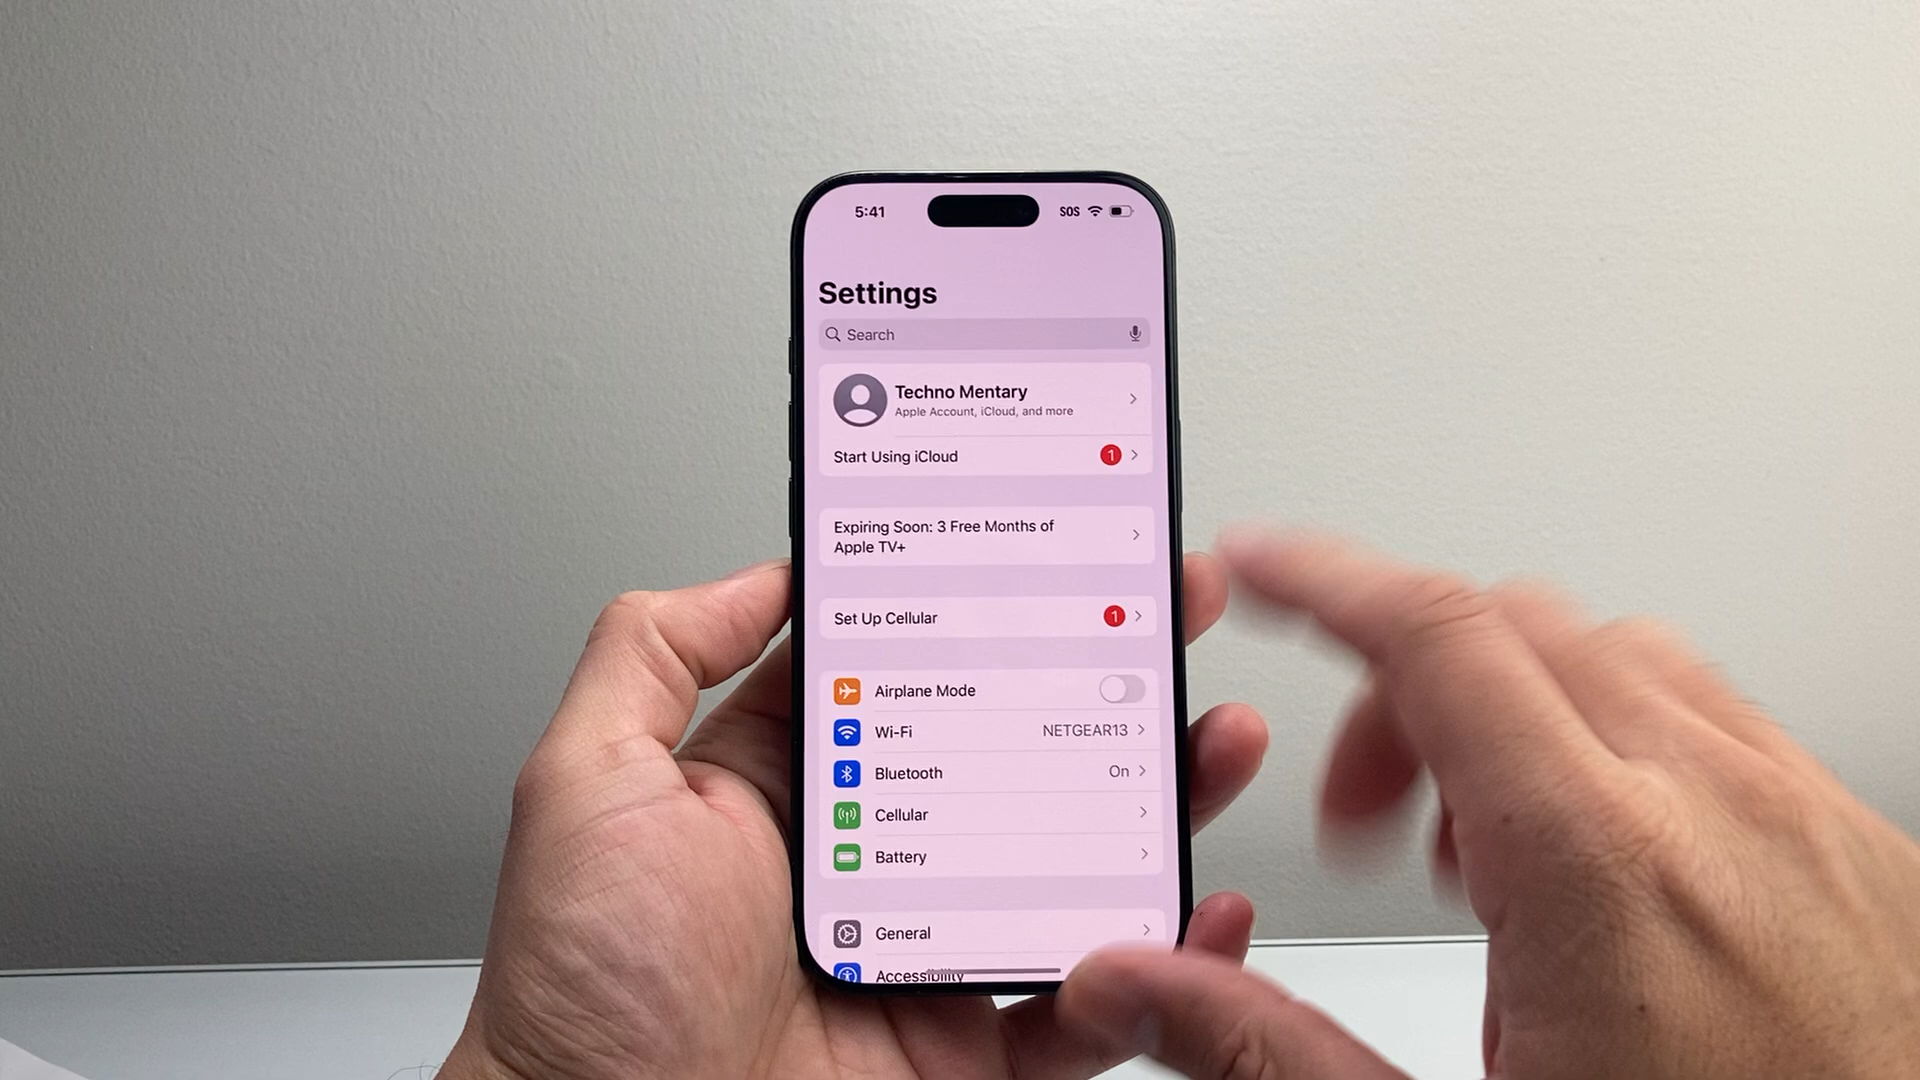 5:41 SOS
Settings
Search
Techno Mentary
Apple Account, iCloud, and more
Start Using iCloud 1
Expiring Soon: 3 Free Months of
Apple TV+
Set Up Cellular 1
Airplane Mode
Wi-Fi NETGEAR13
Bluetooth On
Cellular
Battery
General
Accessibility